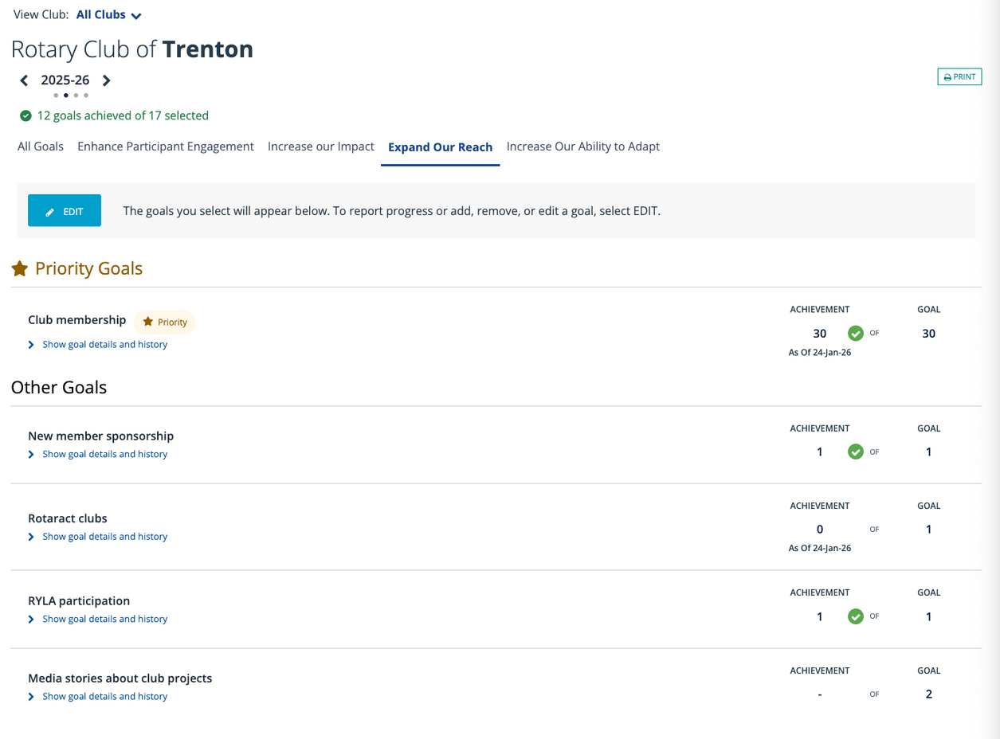 View Club: All Clubs
Rotary Club of Trenton
2025-26
PRINT
12 goals achieved of 17 selected
All Goals Enhance Participant Engagement Increase our Impact Expand Our Reach Increase Our Ability to Adapt
EDIT The goals you select will appear below. To report progress or add, remove, or edit a goal, select EDIT.
Priority Goals
ACHIEVEMENT GOAL
Club membership Priority
30 OF 30
Show goal details and history
As Of 24-Jan-26
Other Goals
ACHIEVEMENT GOAL
New member sponsorship
1 OF 1
Show goal details and history
ACHIEVEMENT GOAL
Rotaract clubs
0 OF 1
Show goal details and history
As Of 24-Jan-26
ACHIEVEMENT GOAL
RYLA participation
1 OF 1
Show goal details and history
ACHIEVEMENT GOAL
Media stories about club projects
- OF 2
Show goal details and history